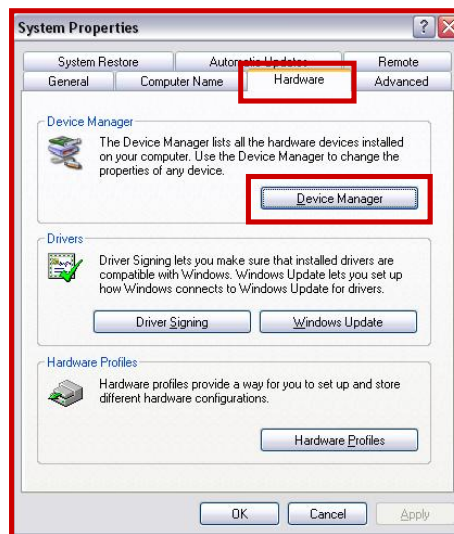 System Properties
System Restore Automatic Updates Remote
General Computer Name Hardware Advanced
Device Manager
The Device Manager lists all the hardware devices installed
on your computer. Use the Device Manager to change the
properties of any device.
Device Manager
Drivers
Driver Signing lets you make sure that installed drivers are
compatible with Windows. Windows Update lets you set up
how Windows connects to Windows Update for drivers.
Driver Signing Windows Update
Hardware Profiles
Hardware profiles provide a way for you to set up and store
different hardware configurations.
Hardware Profiles
OK Cancel Apply